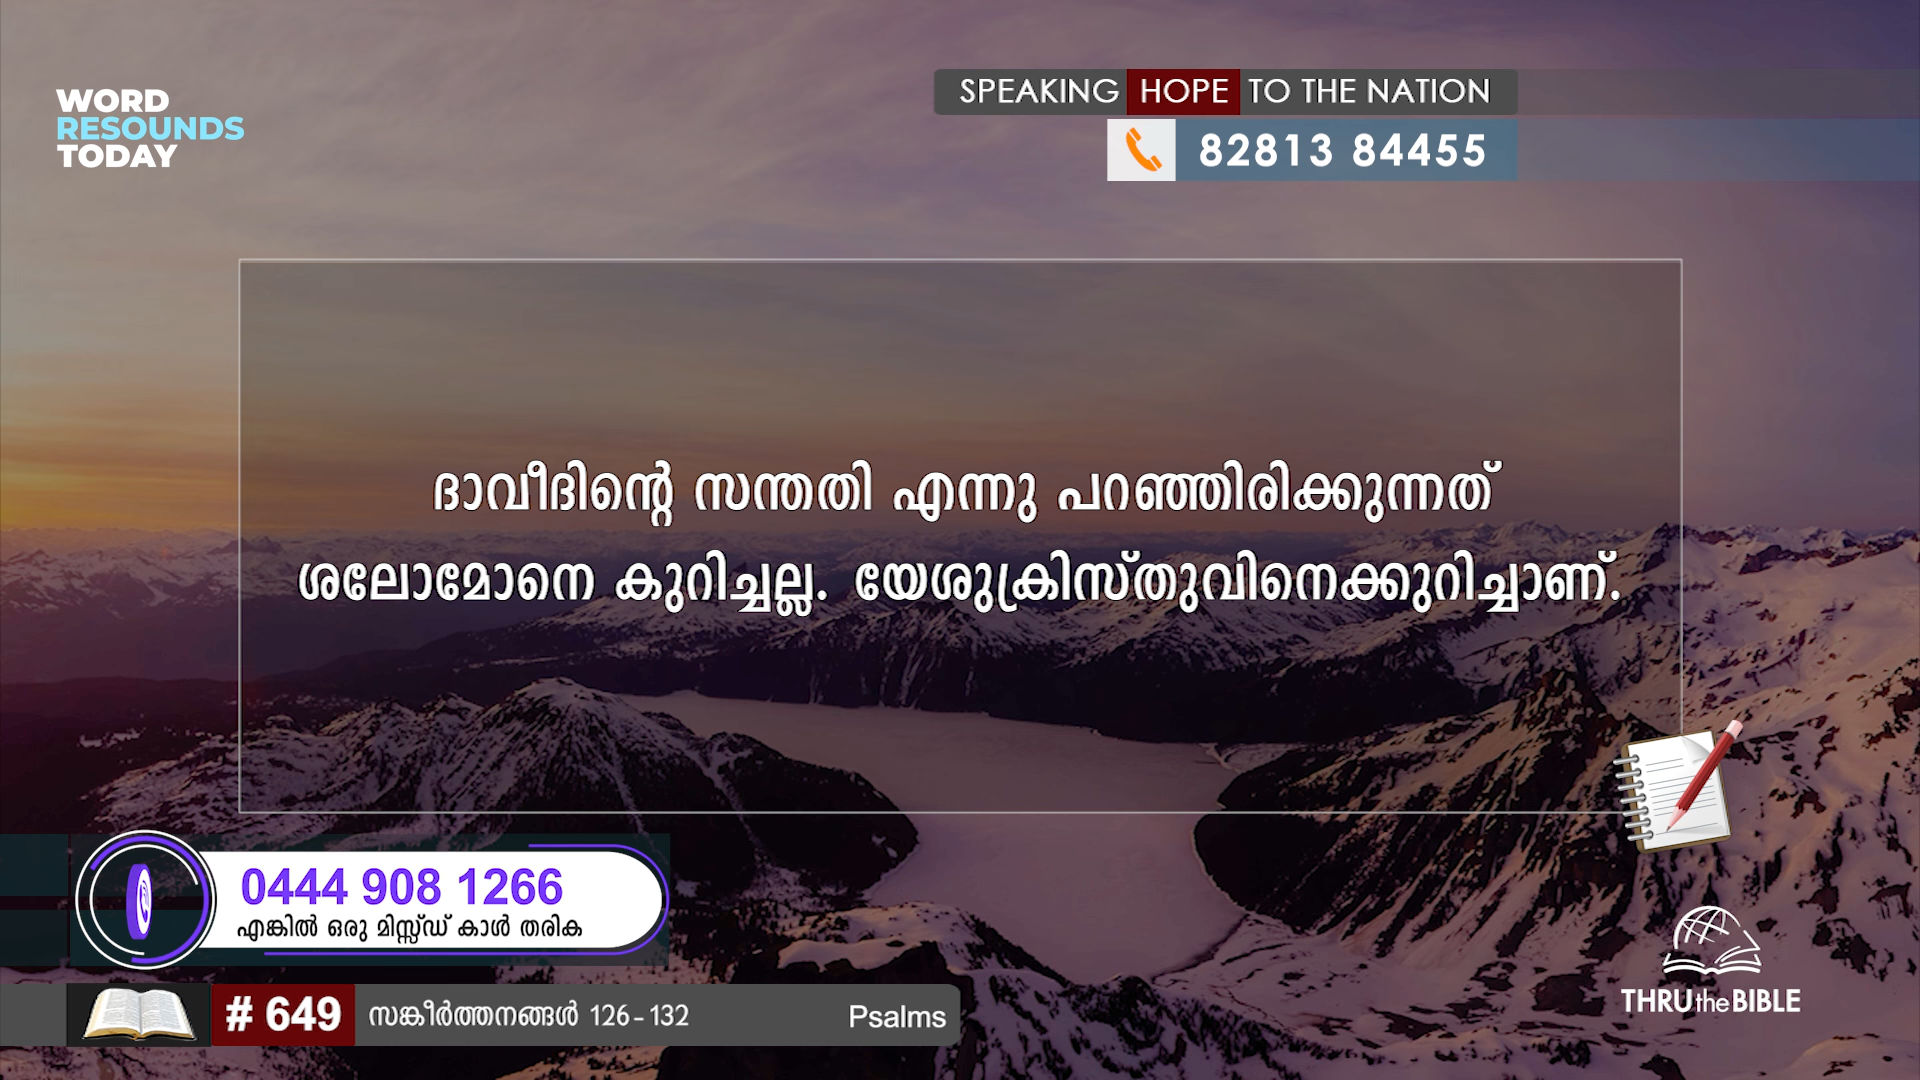 WORD
RESOUNDS
TODAY
SPEAKING HOPE TO THE NATION
82813 84455
ദാവീദിന്റെ സന്തതി എന്നു പറഞ്ഞിരിക്കുന്നത്
ശലോമോനെ കുറിച്ചല്ല. യേശുക്രിസ്തുവിനെക്കുറിച്ചാണ്.
0444 908 1266
എങ്കിൽ ഒരു മിസ്സ്ഡ് കാൾ തരിക
# 649 സങ്കീർത്തനങ്ങൾ 126-132 Psalms
THRU the BIBLE